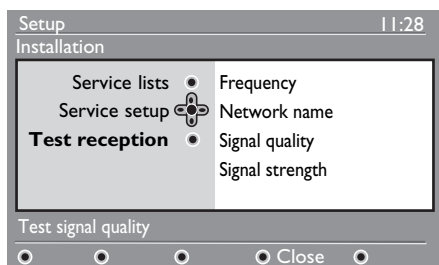 Setup 11:28
Installation
Service lists Frequency
Service setup Network name
Test reception Signal quality
Signal strength
Test signal quality
Close